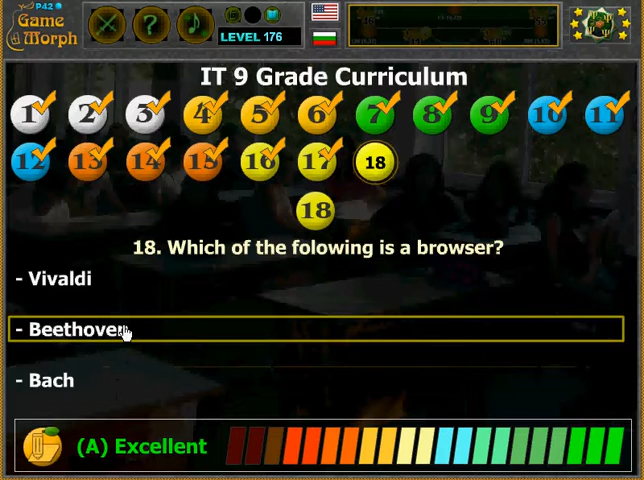 P42
Game
Morph
?
LEVEL 176
IT 9 Grade Curriculum
1 2 3 4 5 6 7 8 9 10 11
12 13 14 15 16 17 18
18
18. Which of the folowing is a browser?
- Vivaldi
- Beethoven
- Bach
(A) Excellent